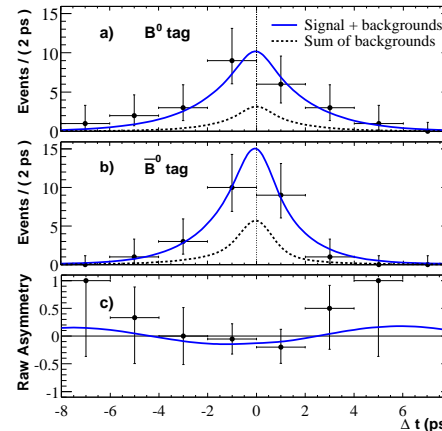 Signal + backgrounds
Sum of backgrounds
a) B⁰ tag
Events / ( 2 ps )
15
10
5
0
b) B̅⁰ tag
Events / ( 2 ps )
15
10
5
0
c)
Raw Asymmetry
1
0.5
0
-0.5
-1
-8 -6 -4 -2 0 2 4 6
Δ t (ps